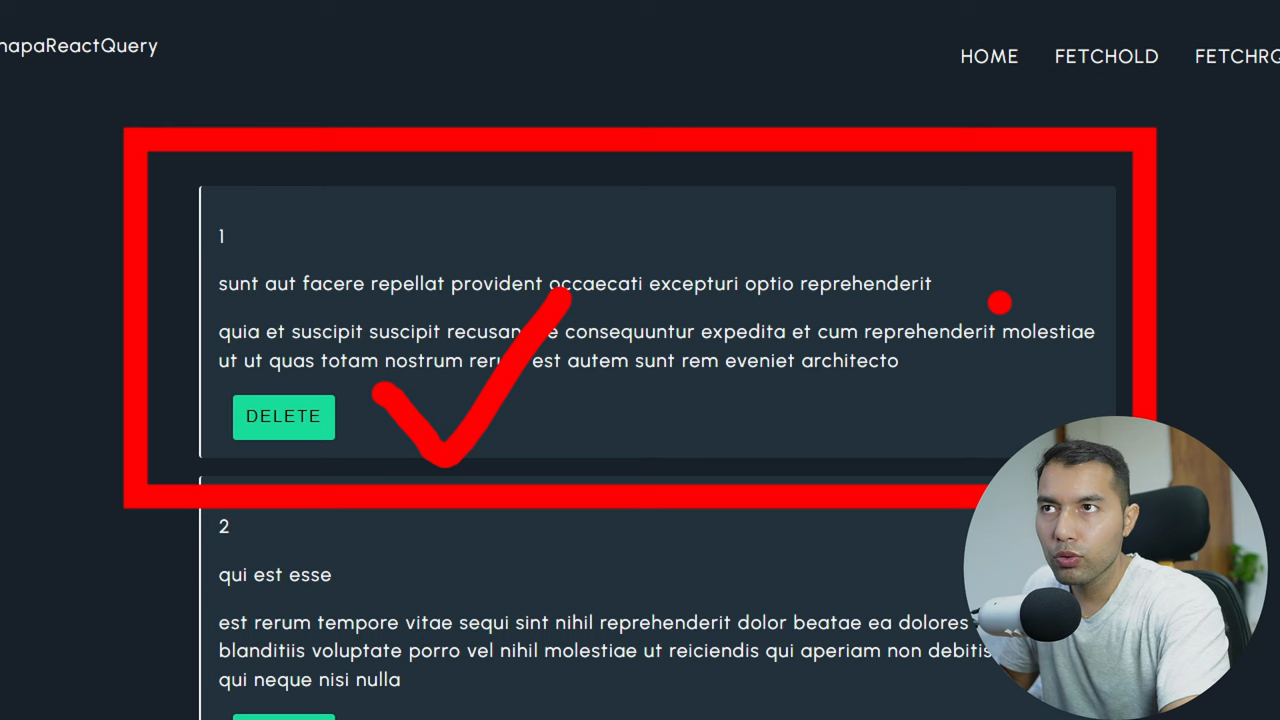 napaReactQuery
HOME FETCHOLD FETCHRQ
1
sunt aut facere repellat provident occaecati excepturi optio reprehenderit
quia et suscipit suscipit recusandae consequuntur expedita et cum reprehenderit molestiae
ut ut quas totam nostrum rerum est autem sunt rem eveniet architecto
DELETE
2
qui est esse
est rerum tempore vitae sequi sint nihil reprehenderit dolor beatae ea dolores
blanditiis voluptate porro vel nihil molestiae ut reiciendis qui aperiam non debitis
qui neque nisi nulla